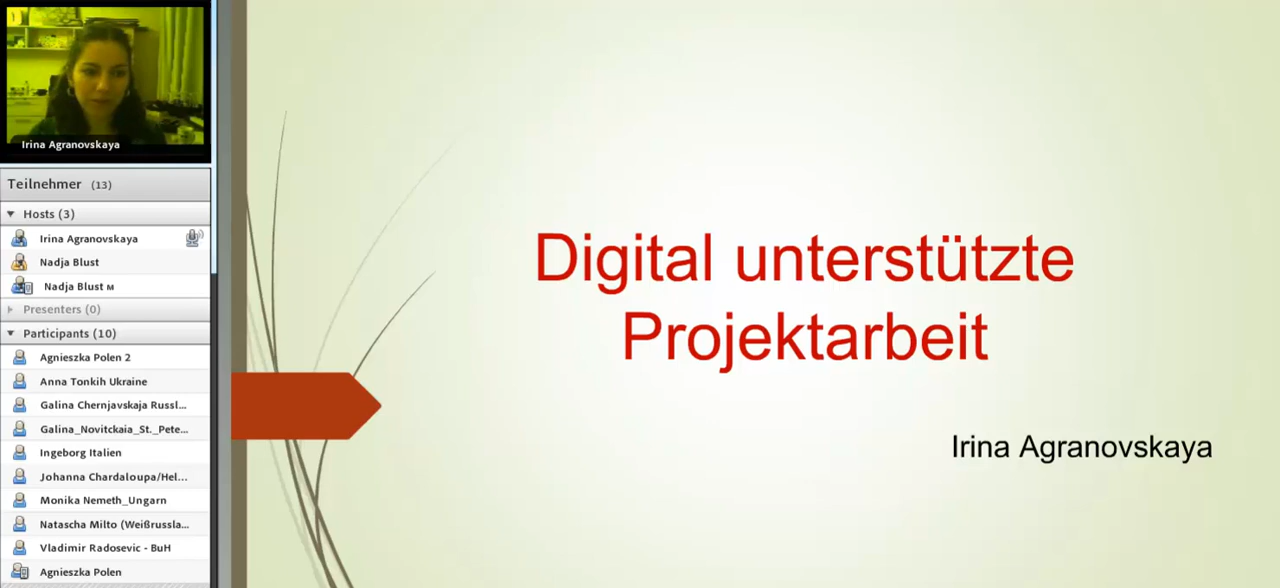 Irina Agranovskaya
Teilnehmer (13)
Hosts (3)
Irina Agranovskaya
Nadja Blust
Nadja Blust м
Presenters (0)
Participants (10)
Agnieszka Polen 2
Anna Tonkih Ukraine
Galina Chernjavskaja Russl...
Galina_Novitckaia_St._Pete...
Ingeborg Italien
Johanna Chardaloupa/Hel...
Monika Nemeth_Ungarn
Natascha Milto (Weißrussla...
Vladimir Radosevic - BuH
Agnieszka Polen
Digital unterstützte
Projektarbeit
Irina Agranovskaya